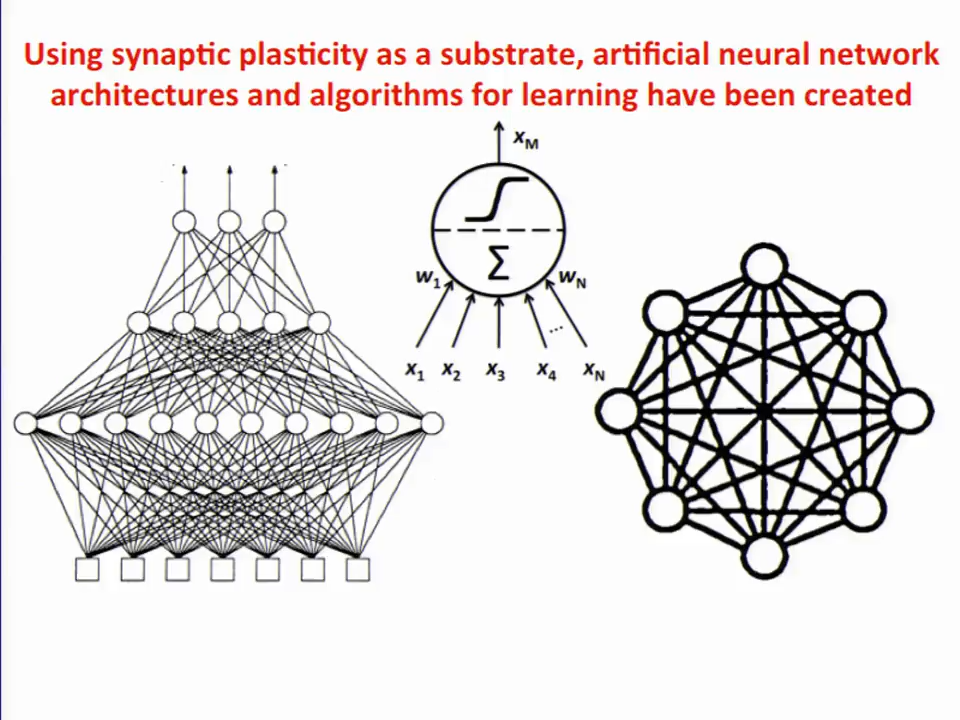 Using synaptic plasticity as a substrate, artificial neural network
architectures and algorithms for learning have been created
xM
Σ
w1 wN
...
x1 x2 x3 x4 xN